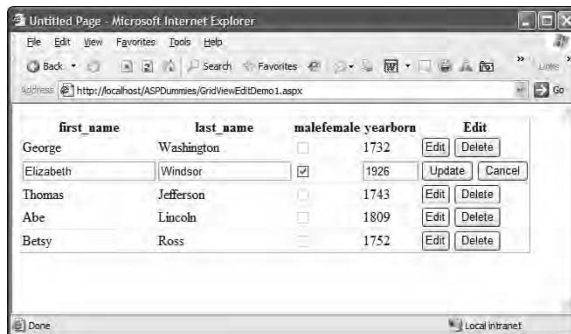 Untitled Page - Microsoft Internet Explorer
File Edit View Favorites Tools Help
Back Search Favorites Links
Address http://localhost/ASPDummies/GridViewEditDemo1.aspx Go
first_name last_name malefemale yearborn Edit
George Washington 1732 Edit Delete
Elizabeth Windsor 1926 Update Cancel
Thomas Jefferson 1743 Edit Delete
Abe Lincoln 1809 Edit Delete
Betsy Ross 1752 Edit Delete
Done Local intranet